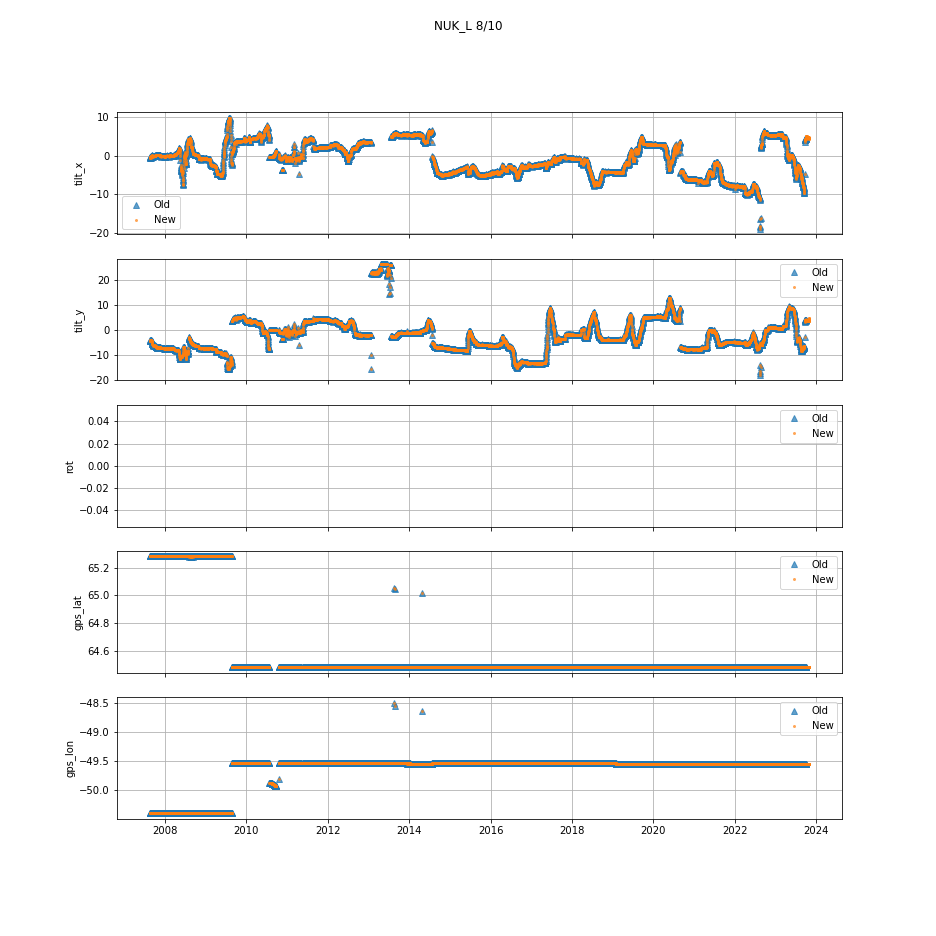 NUK_L 8/10
10
0
−10
−20
tilt_x
Old
New
20
10
0
−10
−20
tilt_y
Old
New
0.04
0.02
0.00
−0.02
−0.04
rot
Old
New
65.2
65.0
64.8
64.6
gps_lat
Old
New
−48.5
−49.0
−49.5
−50.0
gps_lon
Old
New
2008 2010 2012 2014 2016 2018 2020 2022 2024